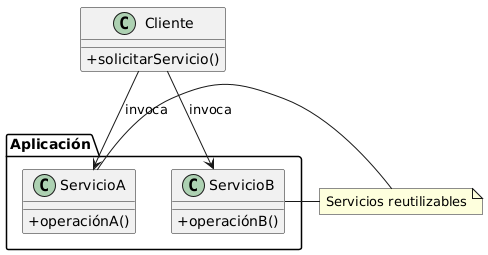 C Cliente
+solicitarServicio()
invoca
invoca
Aplicación
C ServicioA
+operaciónA()
C ServicioB
+operaciónB()
Servicios reutilizables